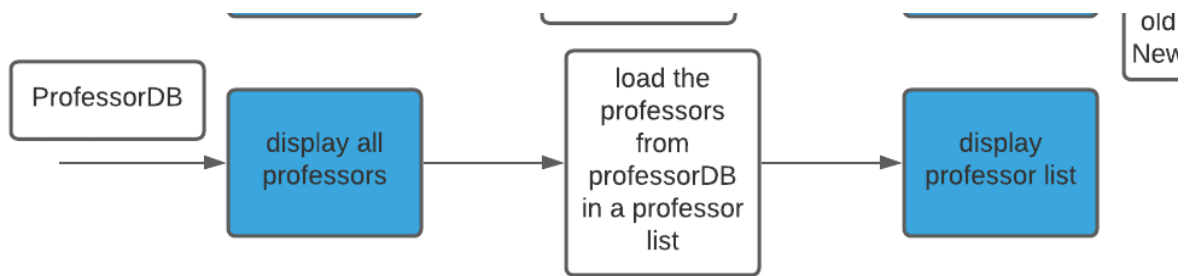 old
New
ProfessorDB
display all
professors
load the
professors
from
professorDB
in a professor
list
display
professor list